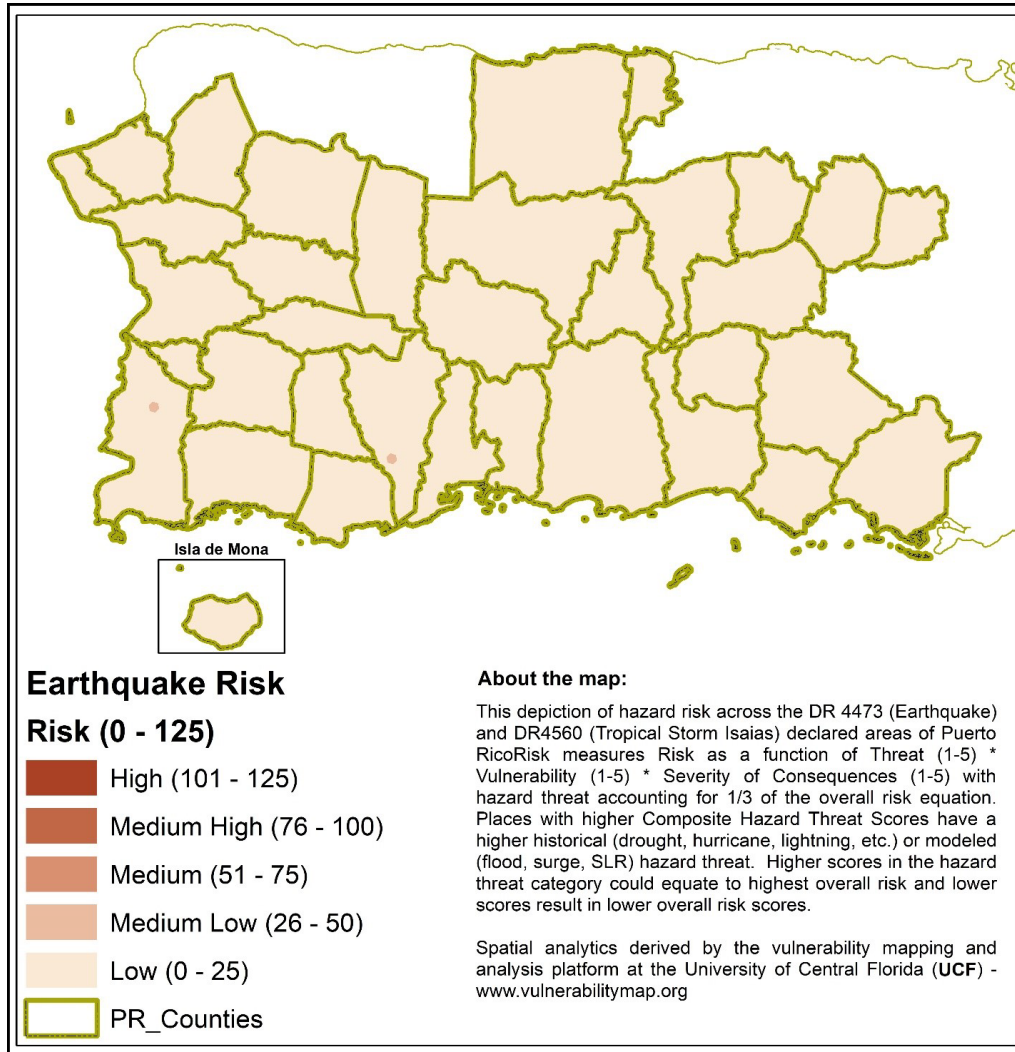 Isla de Mona
Earthquake Risk
Risk (0 - 125)
High (101 - 125)
Medium High (76 - 100)
Medium (51 - 75)
Medium Low (26 - 50)
Low (0 - 25)
PR_Counties
About the map:
This depiction of hazard risk across the DR 4473 (Earthquake)
and DR4560 (Tropical Storm Isaias) declared areas of Puerto
RicoRisk measures Risk as a function of Threat (1-5) *
Vulnerability (1-5) * Severity of Consequences (1-5) with
hazard threat accounting for 1/3 of the overall risk equation.
Places with higher Composite Hazard Threat Scores have a
higher historical (drought, hurricane, lightning, etc.) or modeled
(flood, surge, SLR) hazard threat. Higher scores in the hazard
threat category could equate to highest overall risk and lower
scores result in lower overall risk scores.
Spatial analytics derived by the vulnerability mapping and
analysis platform at the University of Central Florida (UCF) -
www.vulnerabilitymap.org